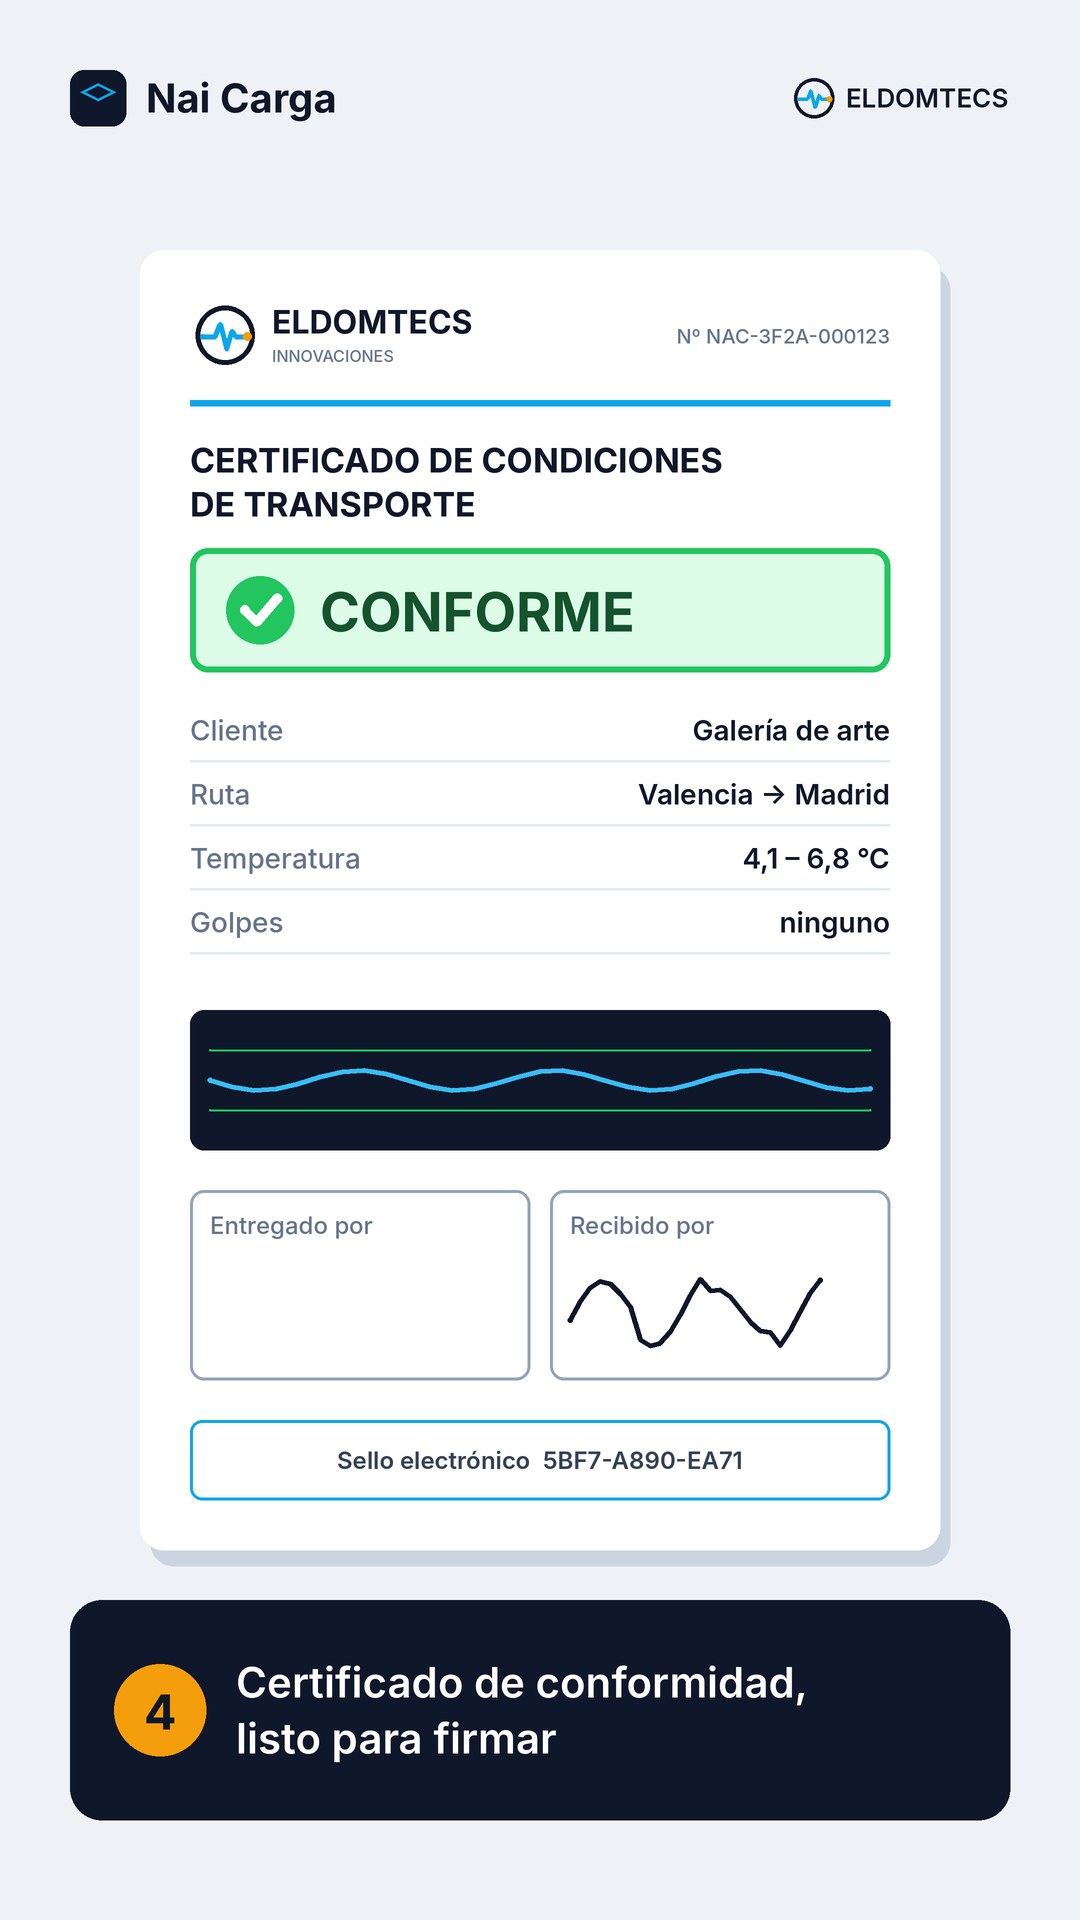 Nai Carga
ELDOMTECS
ELDOMTECS
INNOVACIONES
Nº NAC-3F2A-000123
CERTIFICADO DE CONDICIONES
DE TRANSPORTE
CONFORME
Cliente Galería de arte
Ruta Valencia → Madrid
Temperatura 4,1 – 6,8 °C
Golpes ninguno
Entregado por
Recibido por
Sello electrónico 5BF7-A890-EA71
4
Certificado de conformidad,
listo para firmar